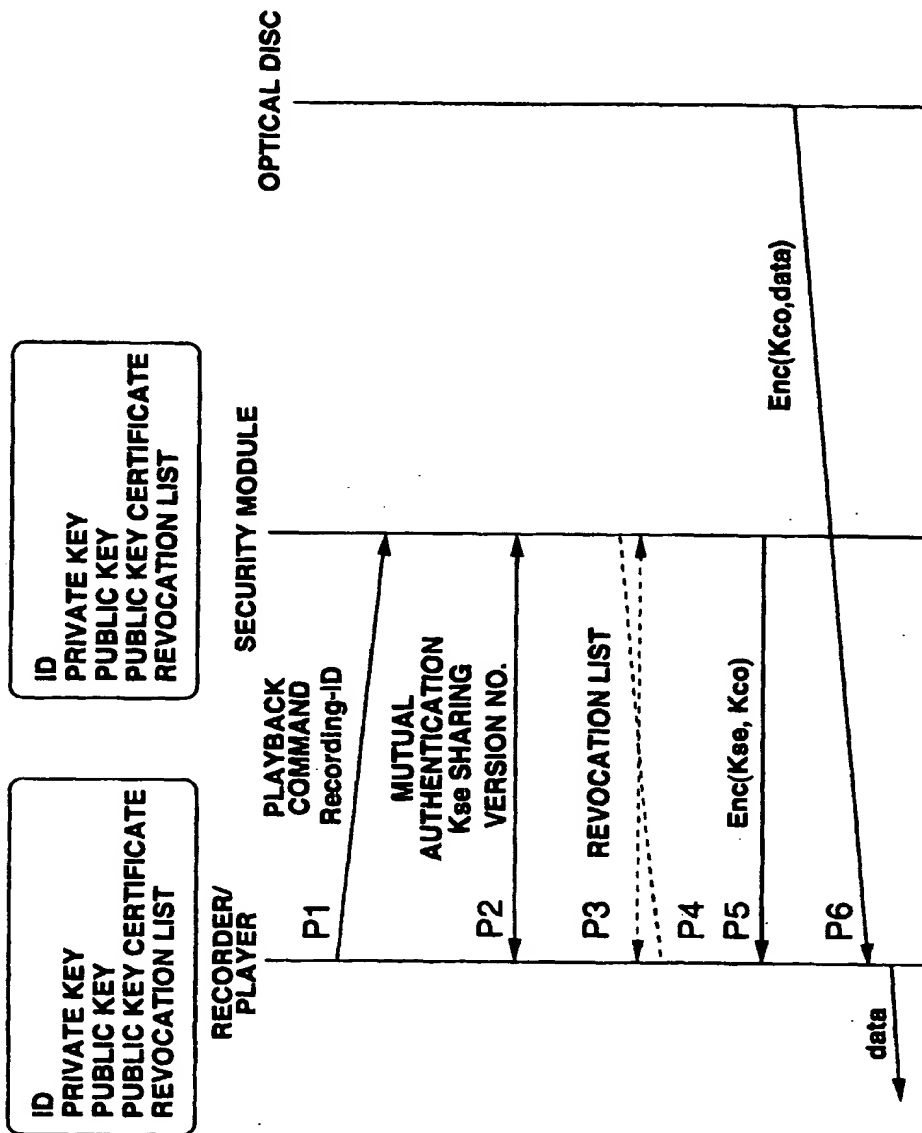 ID
PRIVATE KEY
PUBLIC KEY
PUBLIC KEY CERTIFICATE
REVOCATION LIST
ID
PRIVATE KEY
PUBLIC KEY
PUBLIC KEY CERTIFICATE
REVOCATION LIST
RECORDER/
PLAYER
SECURITY MODULE
OPTICAL DISC
P1
PLAYBACK
COMMAND
Recording-ID
P2
MUTUAL
AUTHENTICATION
Kse SHARING
VERSION NO.
P3
REVOCATION LIST
P4
P5
Enc(Kse, Kco)
P6
Enc(Kco,data)
data